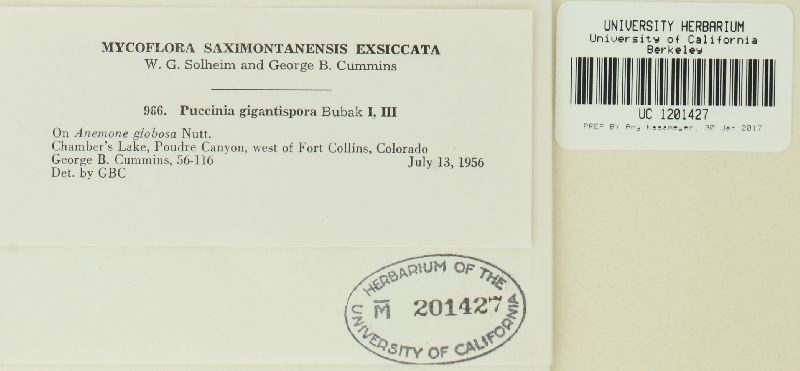 MYCOFLORA SAXIMONTANENSIS EXSICCATA
W. G. Solheim and George B. Cummins
966. Puccinia gigantispora Bubak I, III
On Anemone globosa Nutt.
Chamber's Lake, Poudre Canyon, west of Fort Collins, Colorado
George B. Cummins, 56-116 July 13, 1956
Det. by GBC
HERBARIUM OF THE
M 201427
UNIVERSITY OF CALIFORNIA
UNIVERSITY HERBARIUM
University of California
Berkeley
UC 1201427
PREP BY Amy Kasameyer, 30 Jan 2017